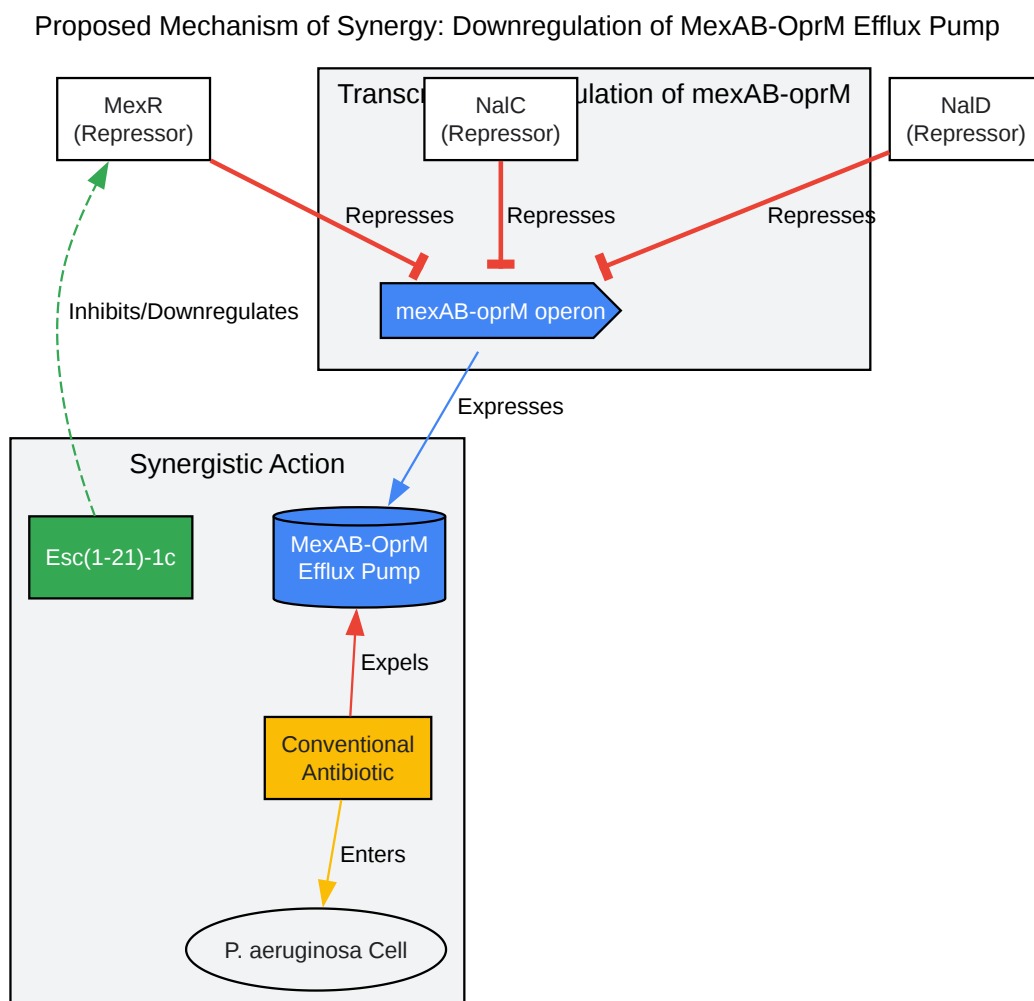 Proposed Mechanism of Synergy: Downregulation of MexAB-OprM Efflux Pump
MexR
(Repressor)
Transcr
ulation of mexAB-oprM
NalC
(Repressor)
NalD
(Repressor)
Represses
Represses
Represses
Inhibits/Downregulates
mexAB-oprM operon
Expresses
Synergistic Action
Esc(1-21)-1c
MexAB-OprM
Efflux Pump
Expels
Conventional
Antibiotic
Enters
P. aeruginosa Cell